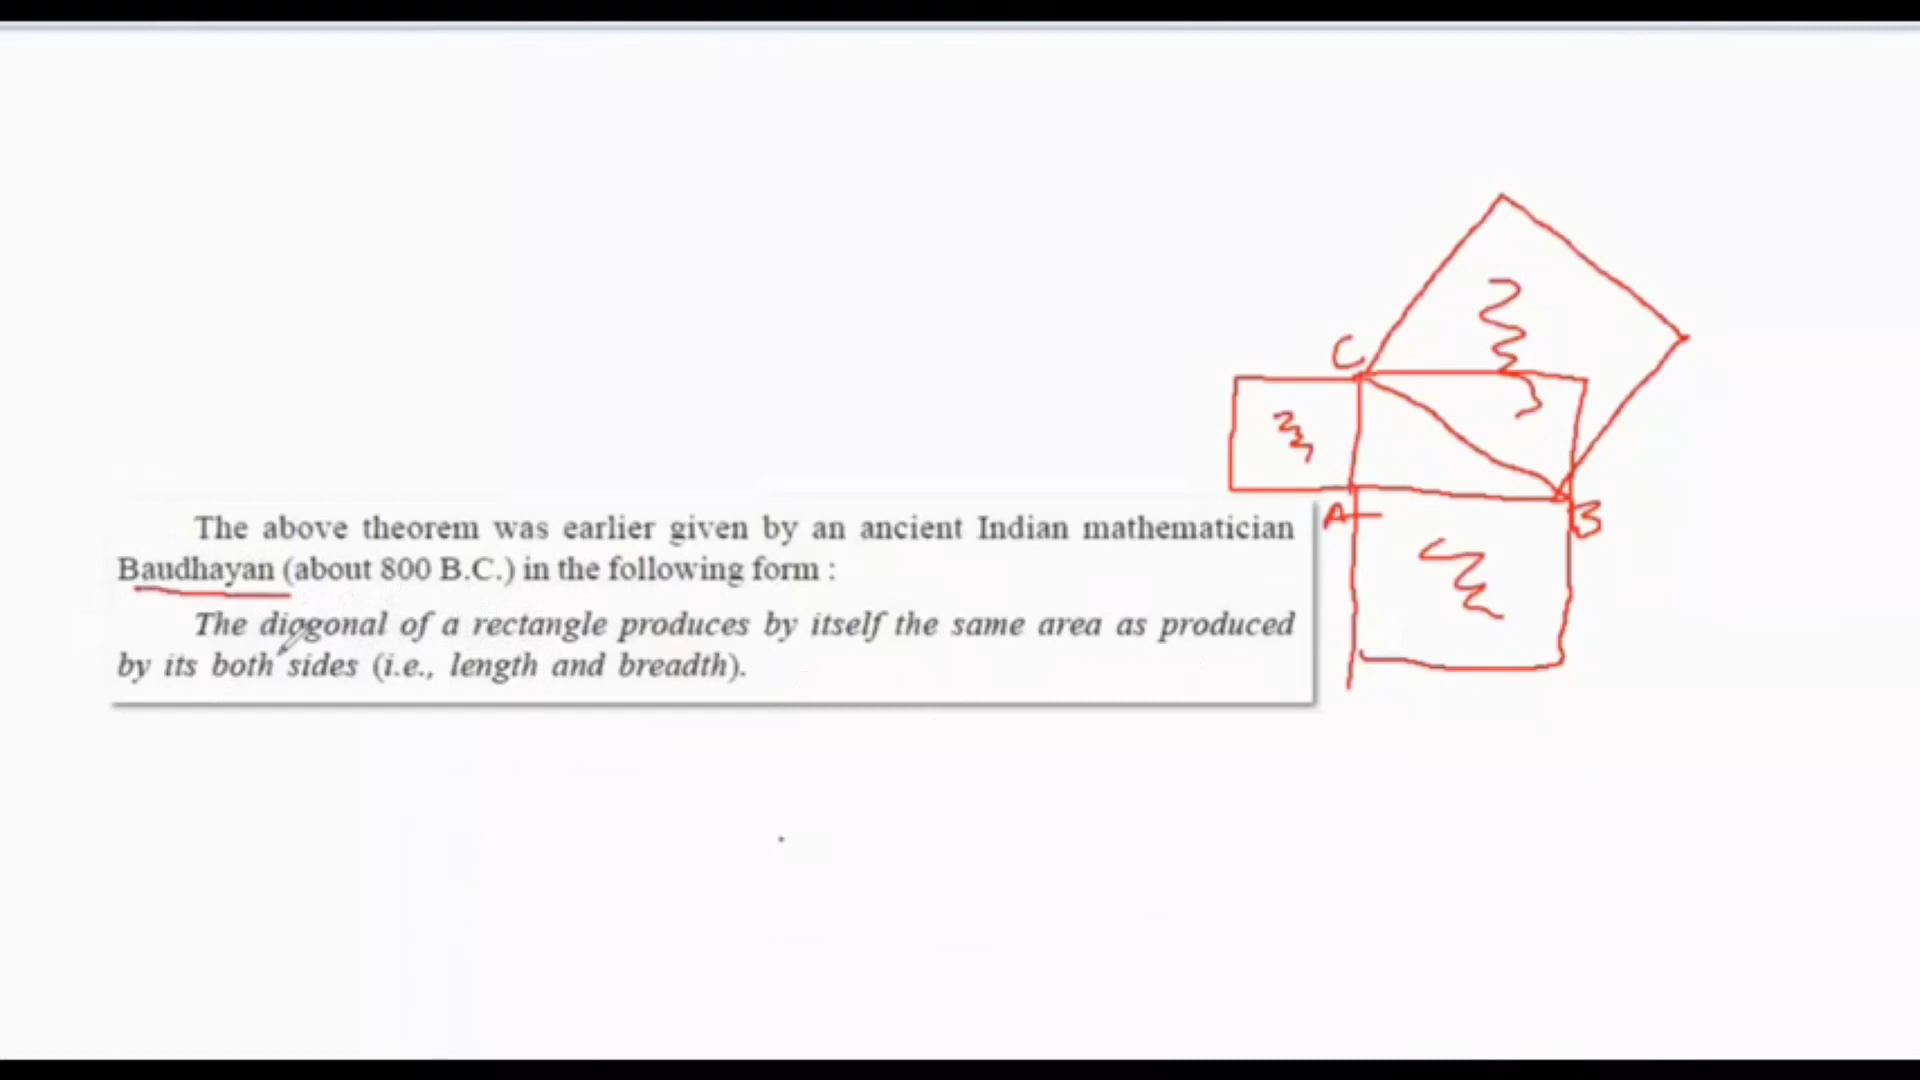 The above theorem was earlier given by an ancient Indian mathematician
Baudhayan (about 800 B.C.) in the following form :
The diagonal of a rectangle produces by itself the same area as produced
by its both sides (i.e., length and breadth).
C
A
B